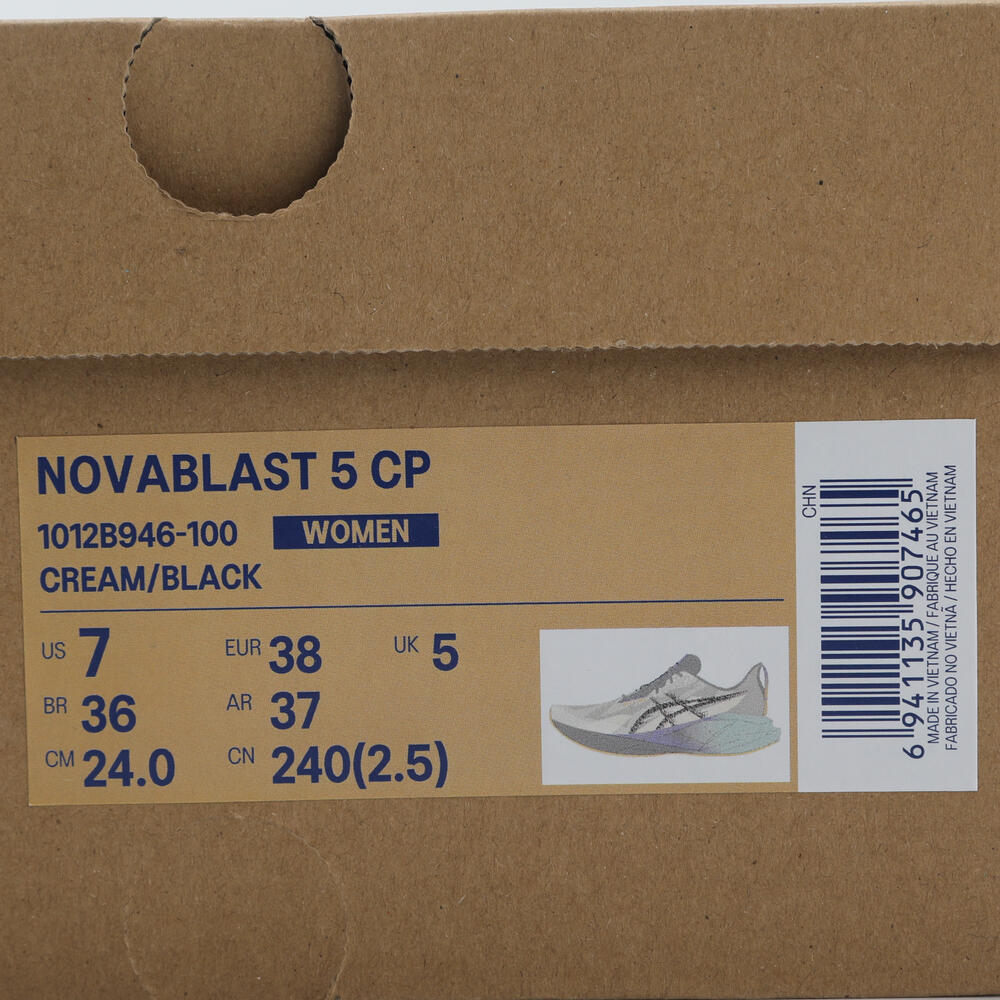 NOVABLAST 5 CP
1012B946-100 WOMEN
CREAM/BLACK
US 7 EUR 38 UK 5
BR 36 AR 37
CM 24.0 CN 240(2.5)
CHN
6 941135 907465
MADE IN VIETNAM / FABRIQUE AU VIETNAM
FABRICADO NO VIETNÃ / HECHO EN VIETNAM